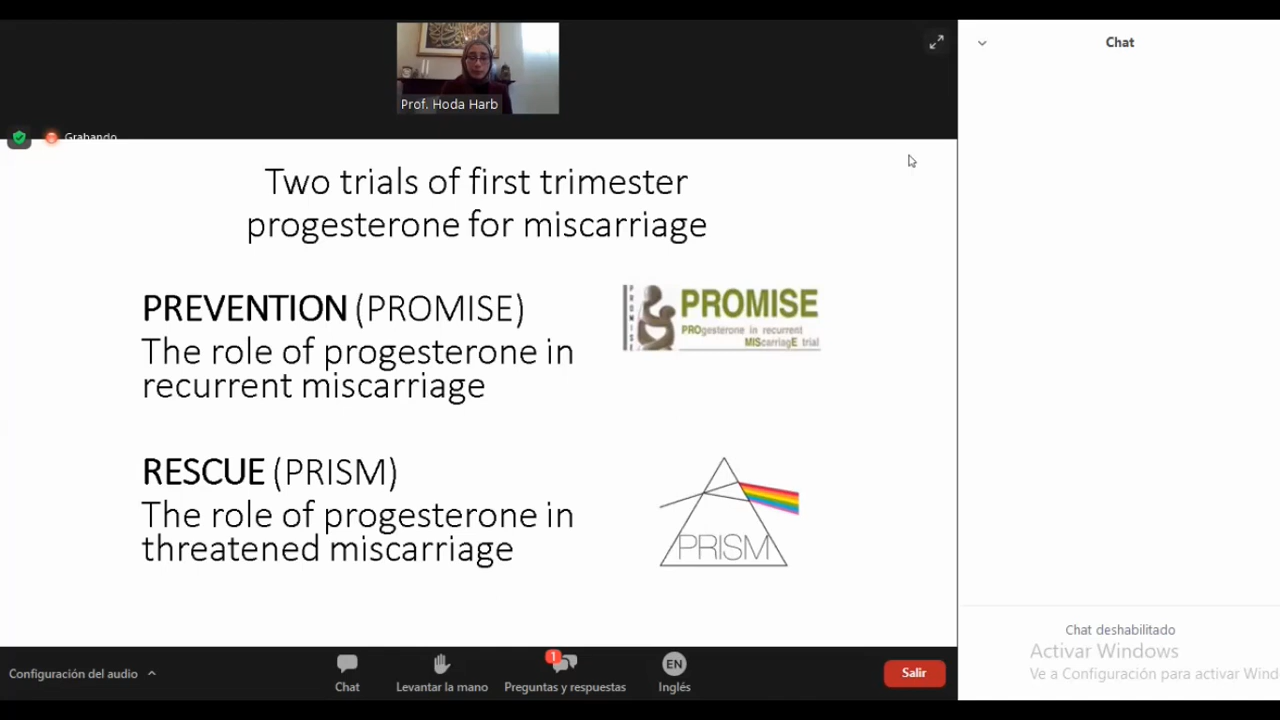 Chat
Prof. Hoda Harb
Grabando
Two trials of first trimester
progesterone for miscarriage
PREVENTION (PROMISE)
The role of progesterone in
recurrent miscarriage
PROMISE
PROMISE
PROgesterone in recurrent
MIScarriagE trial
RESCUE (PRISM)
The role of progesterone in
threatened miscarriage
PRISM
Chat deshabilitado
Activar Windows
Ve a Configuración para activar Wind
Configuración del audio
Chat
Levantar la mano
1
Preguntas y respuestas
EN
Inglés
Salir